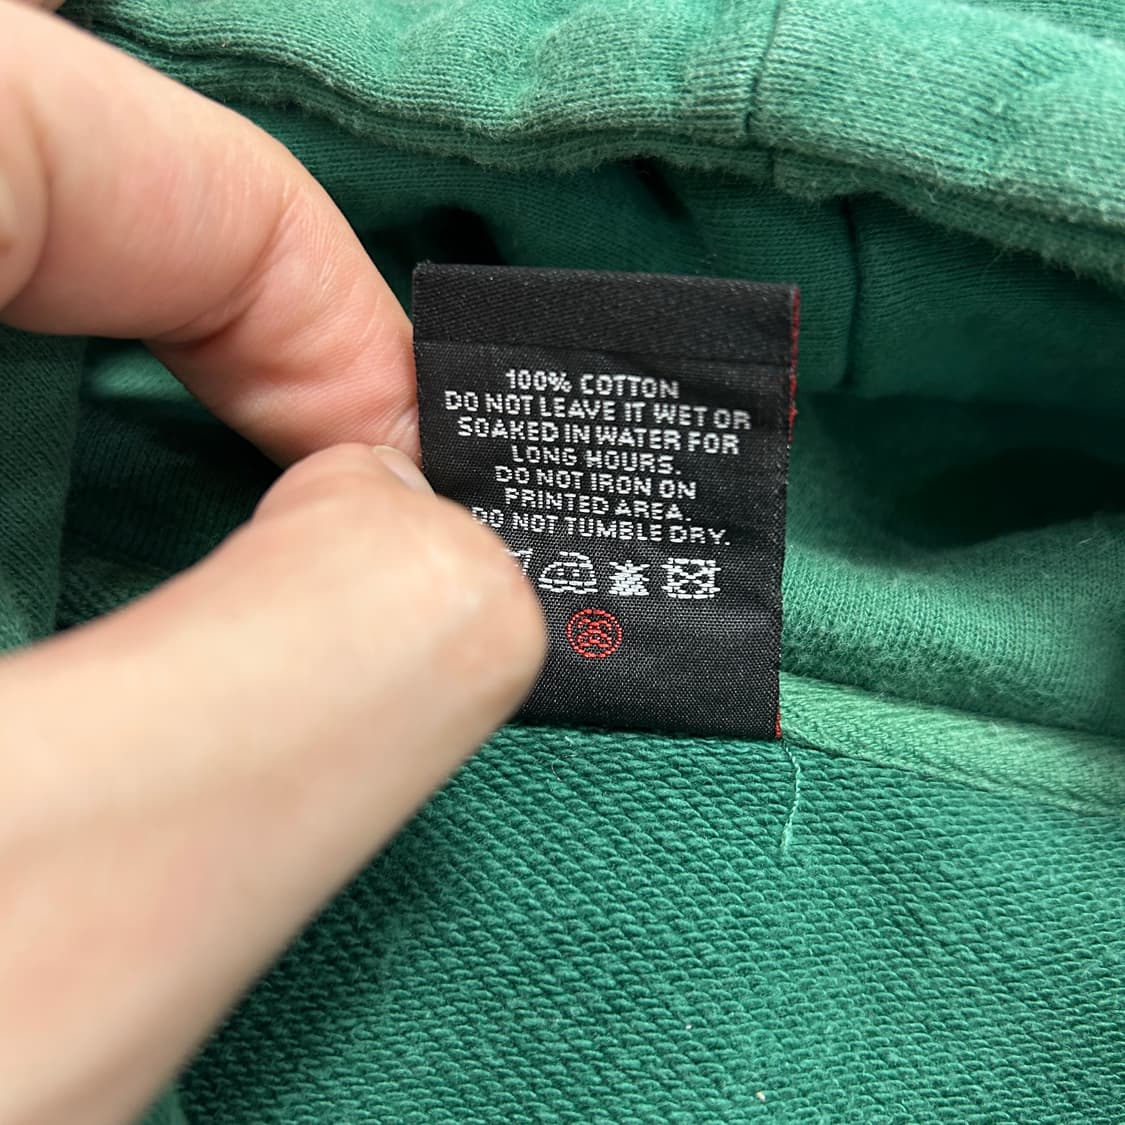 100% COTTON
DO NOT LEAVE IT WET OR
SOAKED IN WATER FOR
LONG HOURS.
DO NOT IRON ON
PRINTED AREA.
DO NOT TUMBLE DRY.